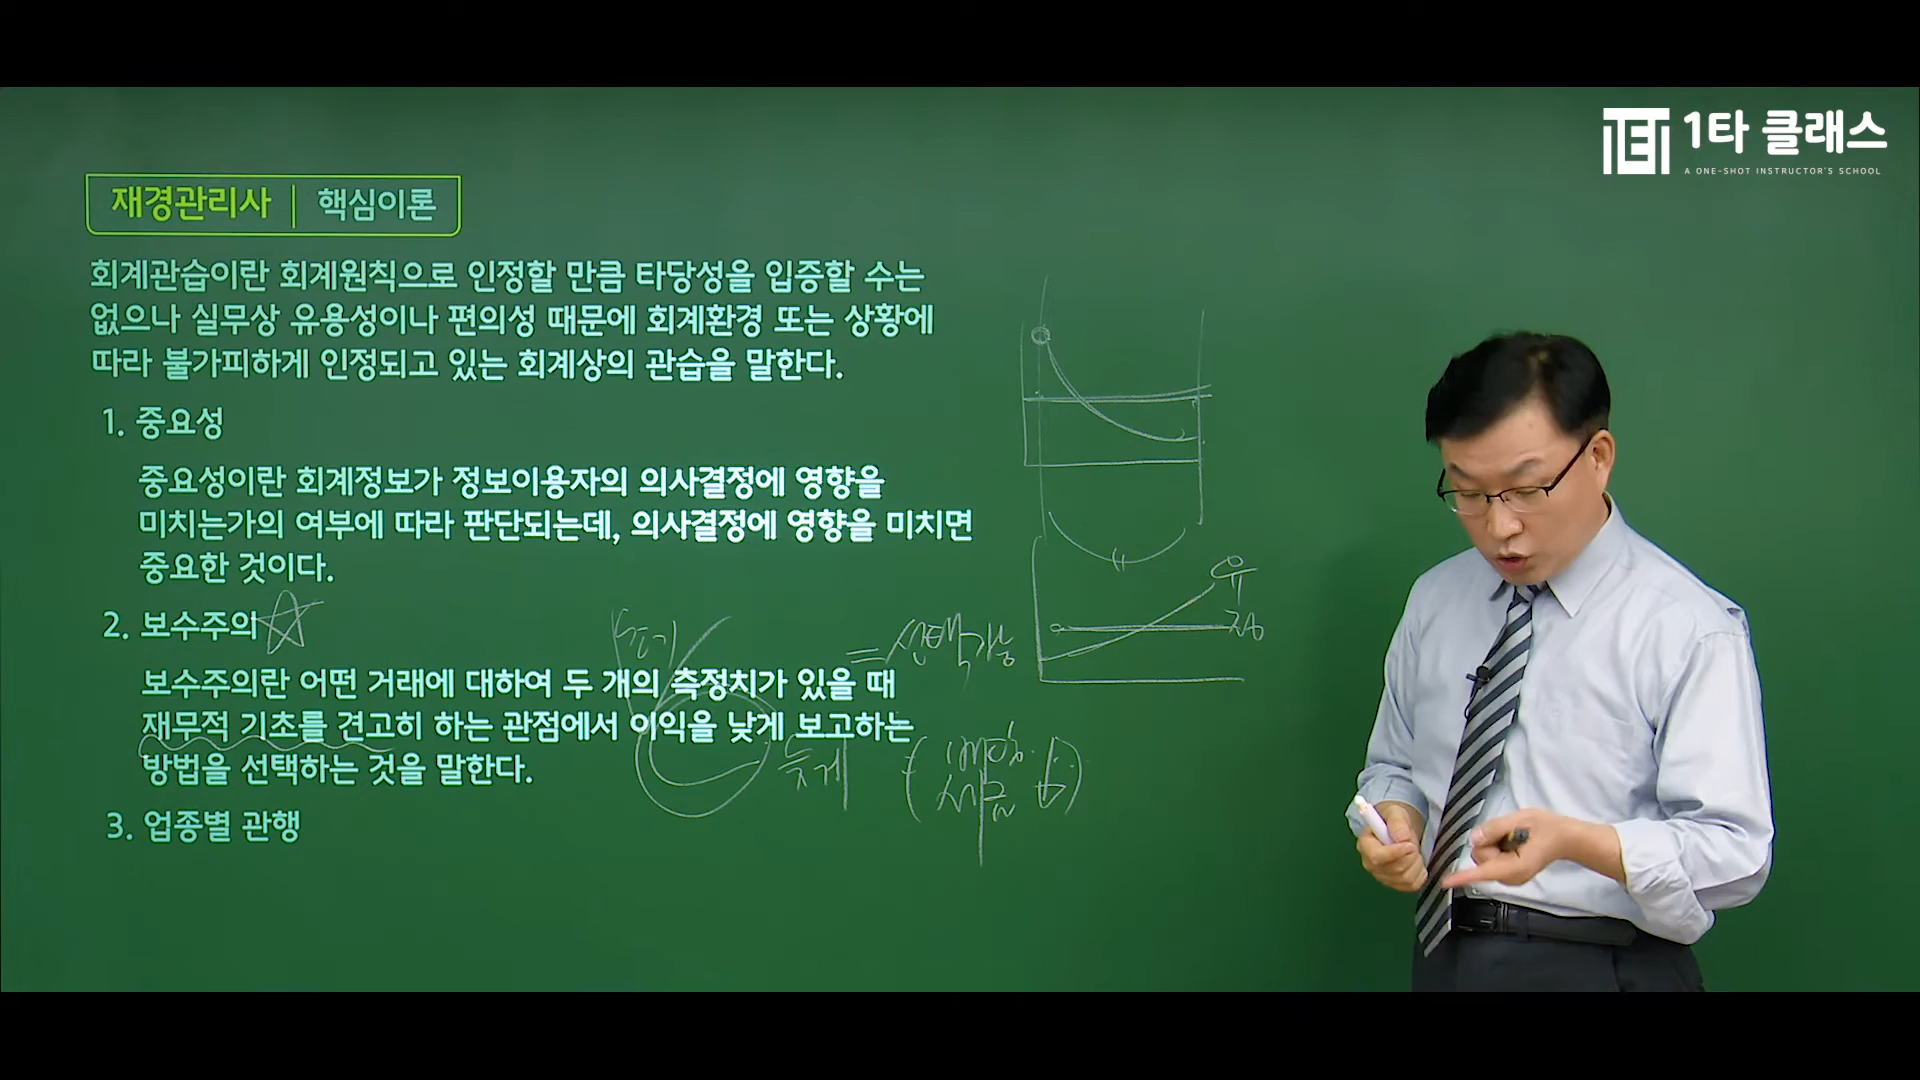 1타 클래스
A ONE-SHOT INSTRUCTOR'S SCHOOL
재경관리사 | 핵심이론
회계관습이란 회계원칙으로 인정할 만큼 타당성을 입증할 수는
없으나 실무상 유용성이나 편의성 때문에 회계환경 또는 상황에
따라 불가피하게 인정되고 있는 회계상의 관습을 말한다.
1. 중요성
중요성이란 회계정보가 정보이용자의 의사결정에 영향을
미치는가의 여부에 따라 판단되는데, 의사결정에 영향을 미치면
중요한 것이다.
2. 보수주의
초기
= 선택가능
보수주의란 어떤 거래에 대하여 두 개의 측정치가 있을 때
재무적 기초를 견고히 하는 관점에서 이익을 낮게 보고하는
방법을 선택하는 것을 말한다.
늦게
세금
3. 업종별 관행
유